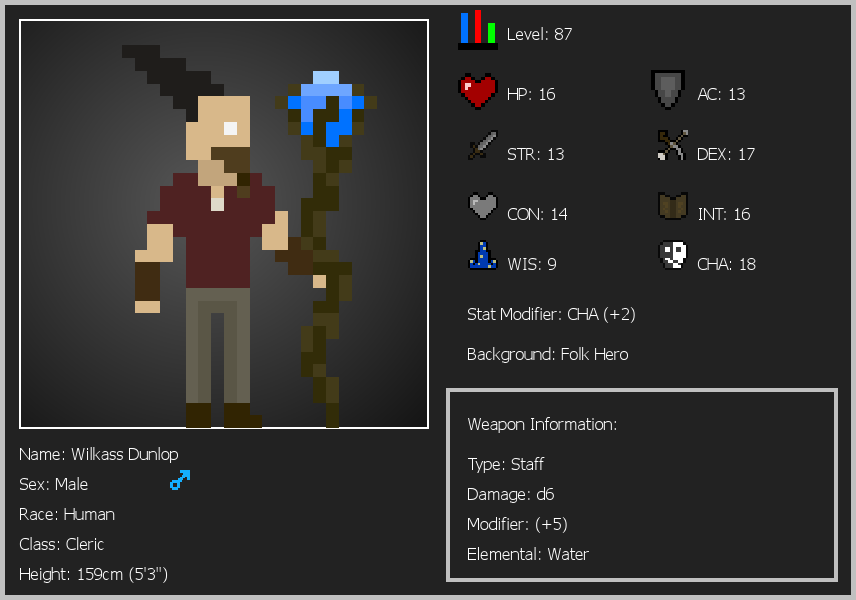 Level: 87
HP: 16
AC: 13
STR: 13
DEX: 17
CON: 14
INT: 16
WIS: 9
CHA: 18
Stat Modifier: CHA (+2)
Background: Folk Hero
Name: Wilkass Dunlop
Sex: Male
Race: Human
Class: Cleric
Height: 159cm (5'3")
Weapon Information:
Type: Staff
Damage: d6
Modifier: (+5)
Elemental: Water